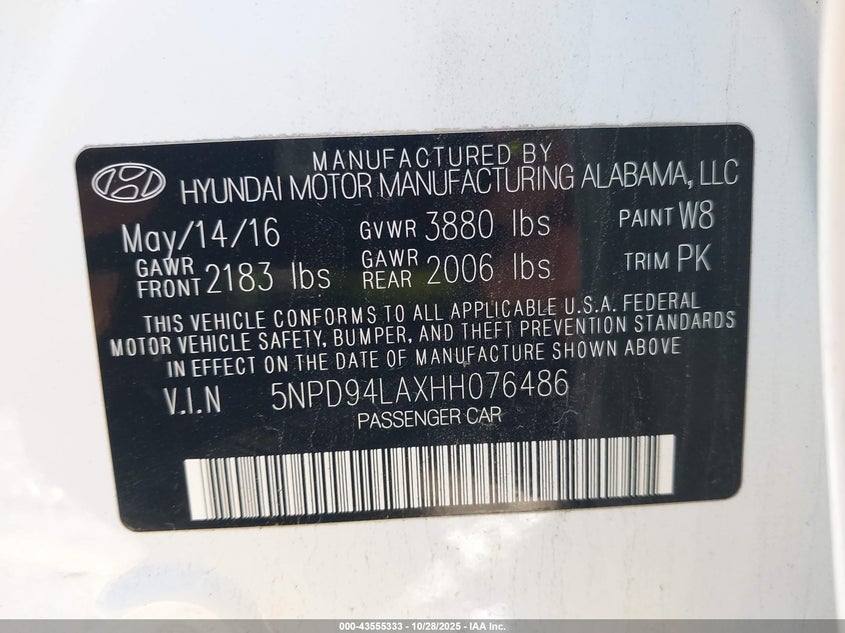 MANUFACTURED BY
HYUNDAI MOTOR MANUFACTURING ALABAMA, LLC
May/14/16 GVWR 3880 lbs PAINT W8
GAWR FRONT 2183 lbs GAWR REAR 2006 lbs TRIM PK
THIS VEHICLE CONFORMS TO ALL APPLICABLE U.S.A. FEDERAL
MOTOR VEHICLE SAFETY, BUMPER, AND THEFT PREVENTION STANDARDS
IN EFFECT ON THE DATE OF MANUFACTURE SHOWN ABOVE
V.I.N 5NPD94LAXHH076486
PASSENGER CAR
000-43555333 - 10/28/2025 - IAA Inc.